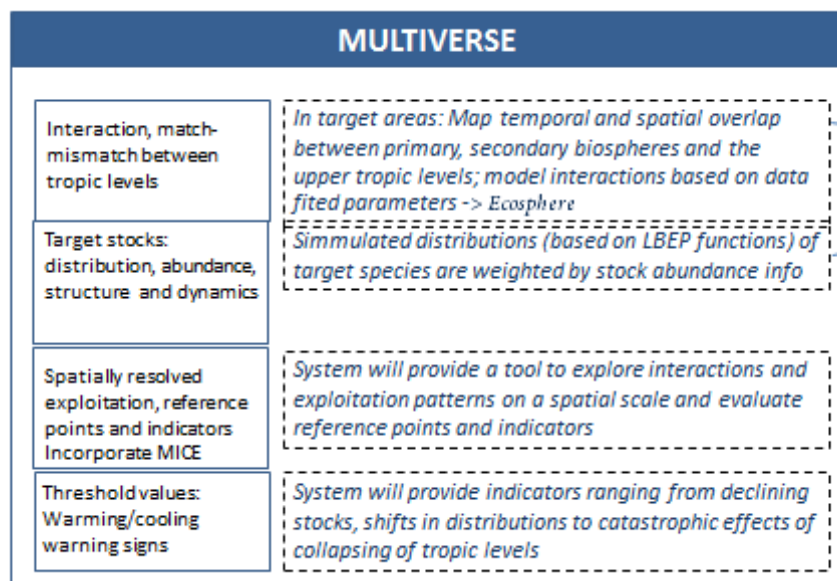 MULTIVERSE
Interaction, match-
mismatch between
tropic levels
In target areas: Map temporal and spatial overlap
between primary, secondary biospheres and the
upper tropic levels; model interactions based on data
fited parameters -> Ecosphere
Target stocks:
distribution, abundance,
structure and dynamics
Simmulated distributions (based on LBEP functions) of
target species are weighted by stock abundance info
Spatially resolved
exploitation, reference
points and indicators
Incorporate MICE
System will provide a tool to explore interactions and
exploitation patterns on a spatial scale and evaluate
reference points and indicators
Threshold values:
Warming/cooling
warning signs
System will provide indicators ranging from declining
stocks, shifts in distributions to catastrophic effects of
collapsing of tropic levels